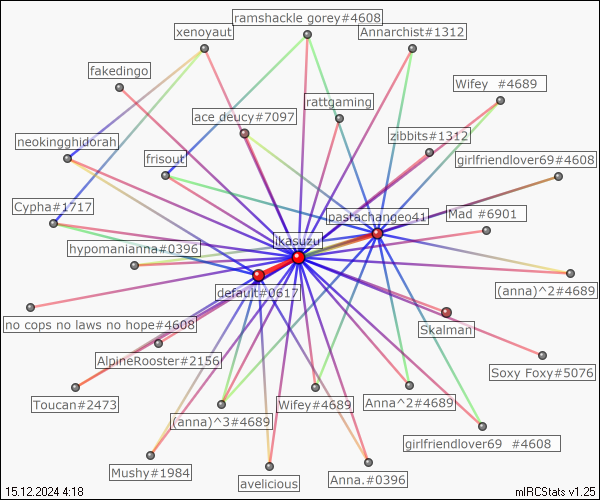 ramshackle gorey#4608
xenoyaut
Annarchist#1312
fakedingo
Wifey  #4689
rattgaming
ace deucy#7097
zibbits#1312
neokingghidorah
frisout
girlfriendlover69#4608
Cypha#1717
pastachangeo41
Mad #6901
ikasuzu
hypomanianna#0396
default#0617
(anna)^2#4689
no cops no laws no hope#4608
Skalman
AlpineRooster#2156
Soxy Foxy#5076
Toucan#2473
Wifey#4689
Anna^2#4689
(anna)^3#4689
girlfriendlover69  #4608
Mushy#1984
avelicious
Anna.#0396
15.12.2024 4:18
mIRCStats v1.25